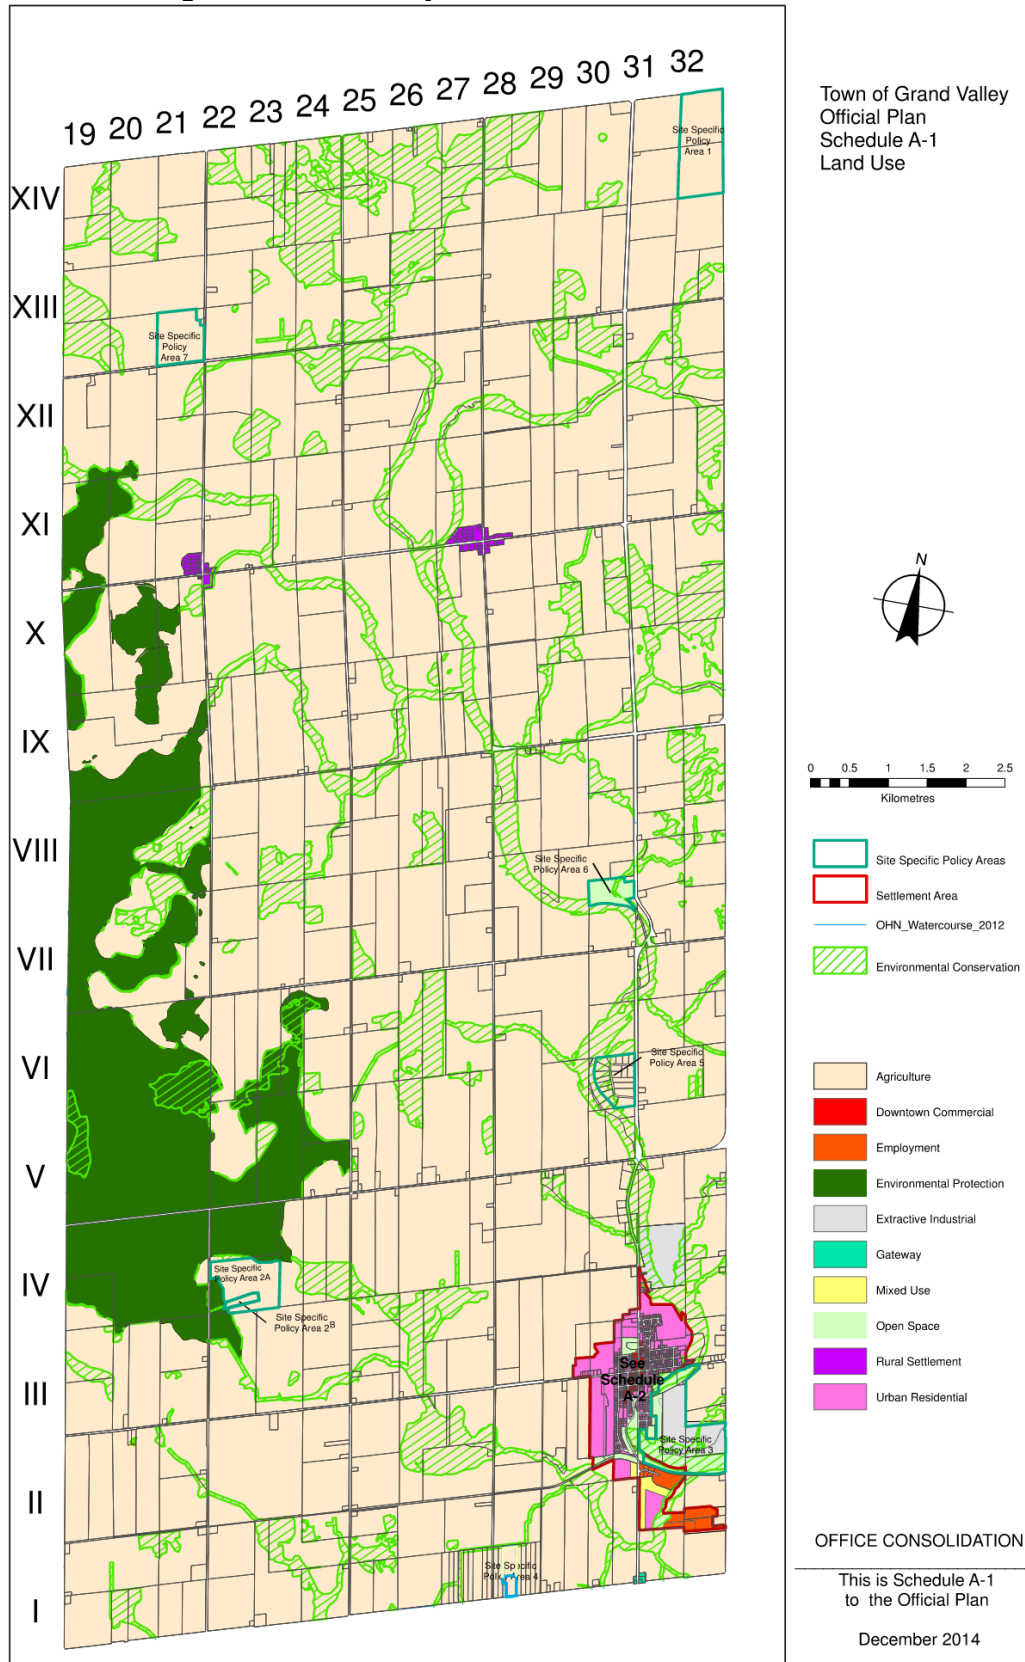 Town of Grand Valley
Official Plan
Schedule A-1
Land Use
19 20 21 22 23 24 25 26 27 28 29 30 31 32
XIV
XIII
XII
XI
X
IX
VIII
VII
VI
V
IV
III
II
I
Site Specific
Policy
Area 1
Site Specific
Policy
Area 7
Site Specific
Policy Area 6
Site Specific
Policy Area 5
Site Specific
Policy Area 2A
Site Specific
Policy Area 2B
See
Schedule
A-2
Site Specific
Policy Area 3
Site Specific
Policy Area 4
N
0 0.5 1 1.5 2 2.5
Kilometres
Site Specific Policy Areas
Settlement Area
OHN_Watercourse_2012
Environmental Conservation
Agriculture
Downtown Commercial
Employment
Environmental Protection
Extractive Industrial
Gateway
Mixed Use
Open Space
Rural Settlement
Urban Residential
OFFICE CONSOLIDATION
This is Schedule A-1
to the Official Plan
December 2014